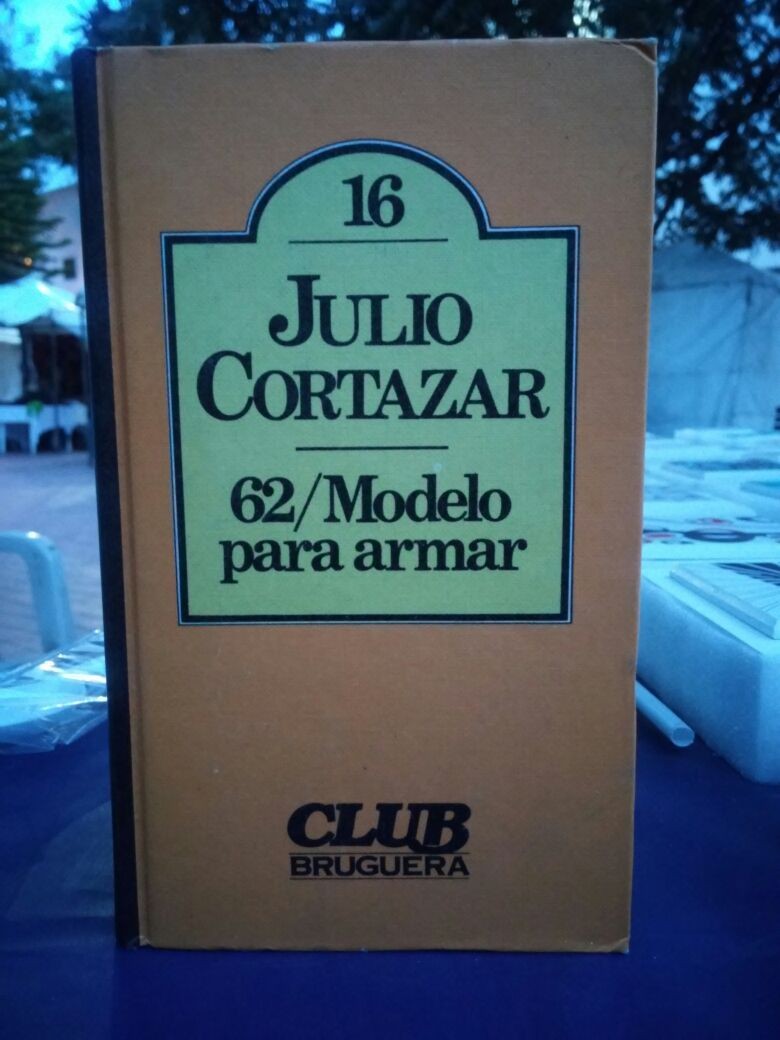 16
JULIO
CORTAZAR
62/Modelo
para armar
CLUB
BRUGUERA